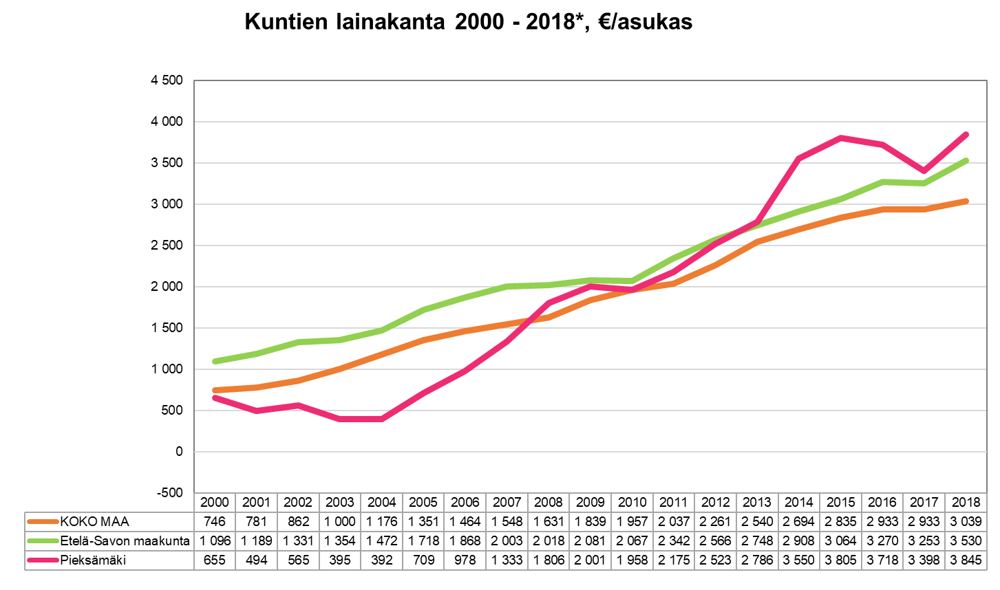 Kuntien lainakanta 2000 - 2018*, €/asukas
4 500
4 000
3 500
3 000
2 500
2 000
1 500
1 000
500
0
-500
2000 2001 2002 2003 2004 2005 2006 2007 2008 2009 2010 2011 2012 2013 2014 2015 2016 2017 2018
KOKO MAA 746 781 862 1 000 1 176 1 351 1 464 1 548 1 631 1 839 1 957 2 037 2 261 2 540 2 694 2 835 2 933 2 933 3 039
Etelä-Savon maakunta 1 096 1 189 1 331 1 354 1 472 1 718 1 868 2 003 2 018 2 081 2 067 2 342 2 566 2 748 2 908 3 064 3 270 3 253 3 530
Pieksämäki 655 494 565 395 392 709 978 1 333 1 806 2 001 1 958 2 175 2 523 2 786 3 550 3 805 3 718 3 398 3 845